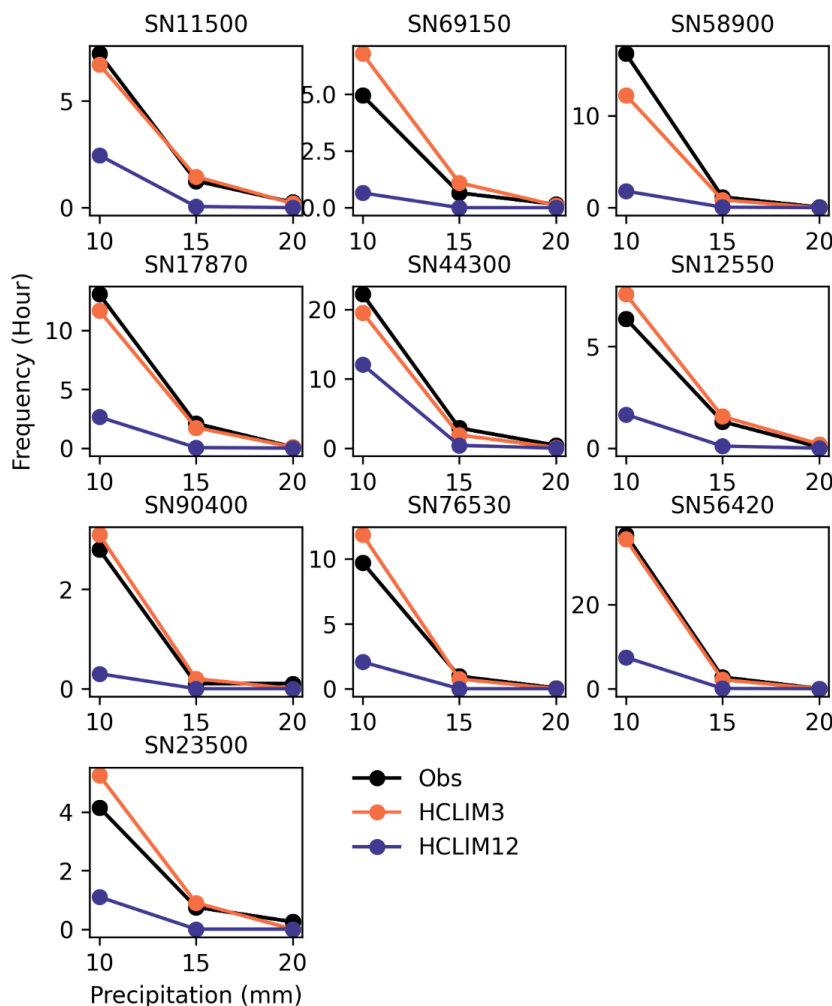 SN11500 SN69150 SN58900
5
0
5.0
2.5
0.0
10
0
10 15 20 10 15 20 10 15 20
SN17870 SN44300 SN12550
Frequency (Hour)
10
5
0
20
10
0
5
0
10 15 20 10 15 20 10 15 20
SN90400 SN76530 SN56420
2
0
10
5
0
20
0
10 15 20 10 15 20 10 15 20
SN23500
4
2
0
10 15 20
Precipitation (mm)
Obs
HCLIM3
HCLIM12